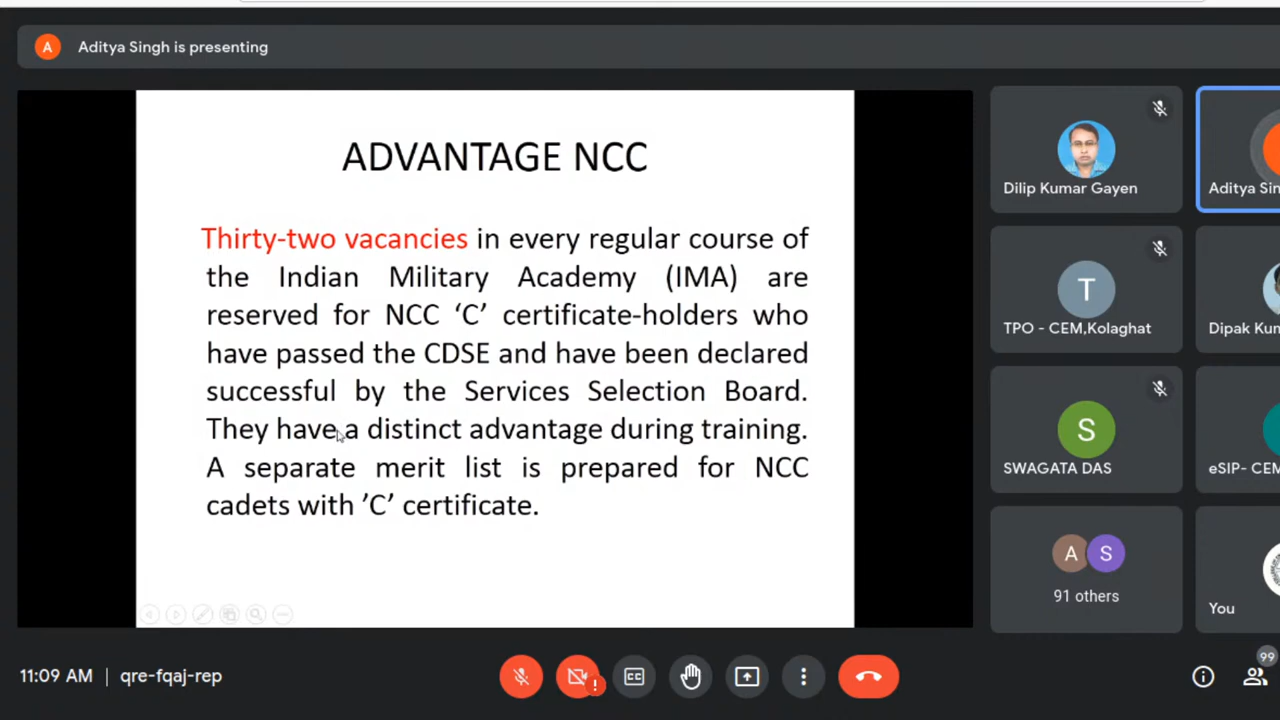 A Aditya Singh is presenting
ADVANTAGE NCC
Thirty-two vacancies in every regular course of
the Indian Military Academy (IMA) are
reserved for NCC ‘C’ certificate-holders who
have passed the CDSE and have been declared
successful by the Services Selection Board.
They have a distinct advantage during training.
A separate merit list is prepared for NCC
cadets with ’C’ certificate.
Dilip Kumar Gayen
Aditya Sin
T
TPO - CEM,Kolaghat
Dipak Kum
S
SWAGATA DAS
eSIP- CEM
A S
91 others
You
11:09 AM | qre-fqaj-rep
!
CC
99